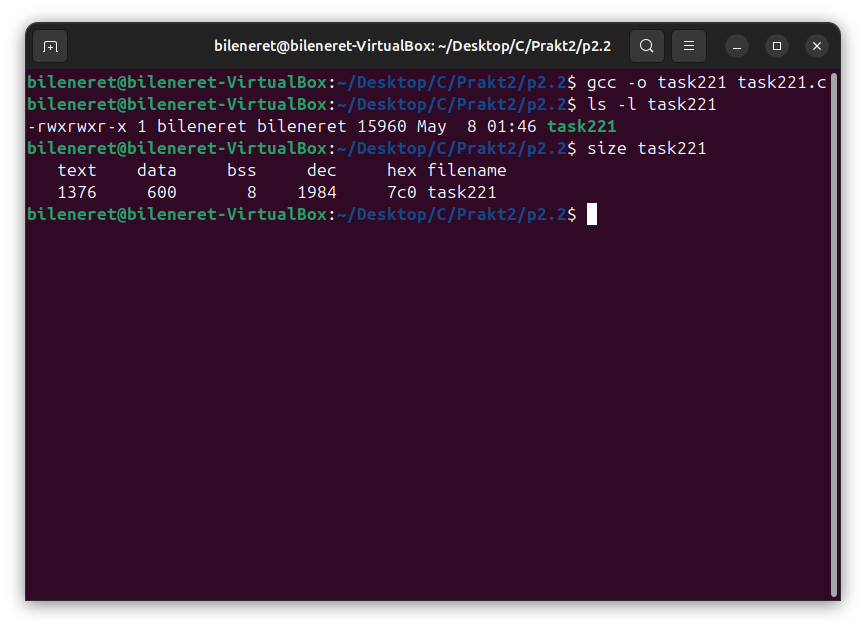 bileneret@bileneret-VirtualBox: ~/Desktop/C/Prakt2/p2.2
bileneret@bileneret-VirtualBox:~/Desktop/C/Prakt2/p2.2$ gcc -o task221 task221.c
bileneret@bileneret-VirtualBox:~/Desktop/C/Prakt2/p2.2$ ls -l task221
-rwxrwxr-x 1 bileneret bileneret 15960 May  8 01:46 task221
bileneret@bileneret-VirtualBox:~/Desktop/C/Prakt2/p2.2$ size task221
   text    data     bss     dec     hex filename
   1376     600       8    1984     7c0 task221
bileneret@bileneret-VirtualBox:~/Desktop/C/Prakt2/p2.2$